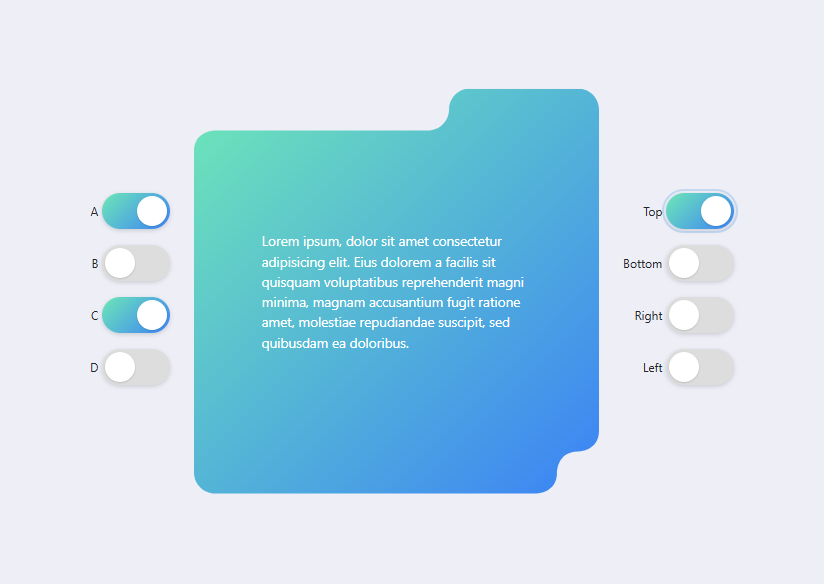 A
B
C
D
Lorem ipsum, dolor sit amet consectetur
adipisicing elit. Eius dolorem a facilis sit
quisquam voluptatibus reprehenderit magni
minima, magnam accusantium fugit ratione
amet, molestiae repudiandae suscipit, sed
quibusdam ea doloribus.
Top
Bottom
Right
Left